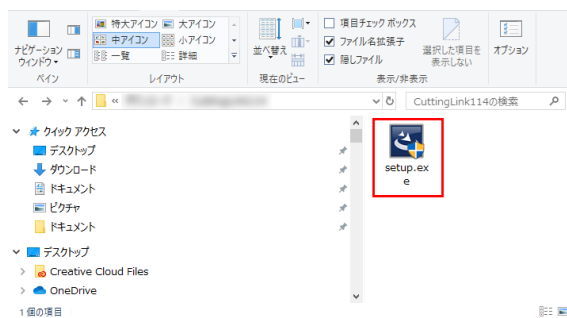 特大アイコン 大アイコン
中アイコン 小アイコン
一覧 詳細
ナビゲーション
ウィンドウ
並べ替え
項目チェック ボックス
ファイル名拡張子
隠しファイル
選択した項目を
表示しない
オプション
ペイン レイアウト 現在のビュー 表示/非表示
« CuttingLink114の検索
クイック アクセス
デスクトップ
ダウンロード
ドキュメント
ピクチャ
ドキュメント
デスクトップ
Creative Cloud Files
OneDrive
setup.ex
e
1 個の項目